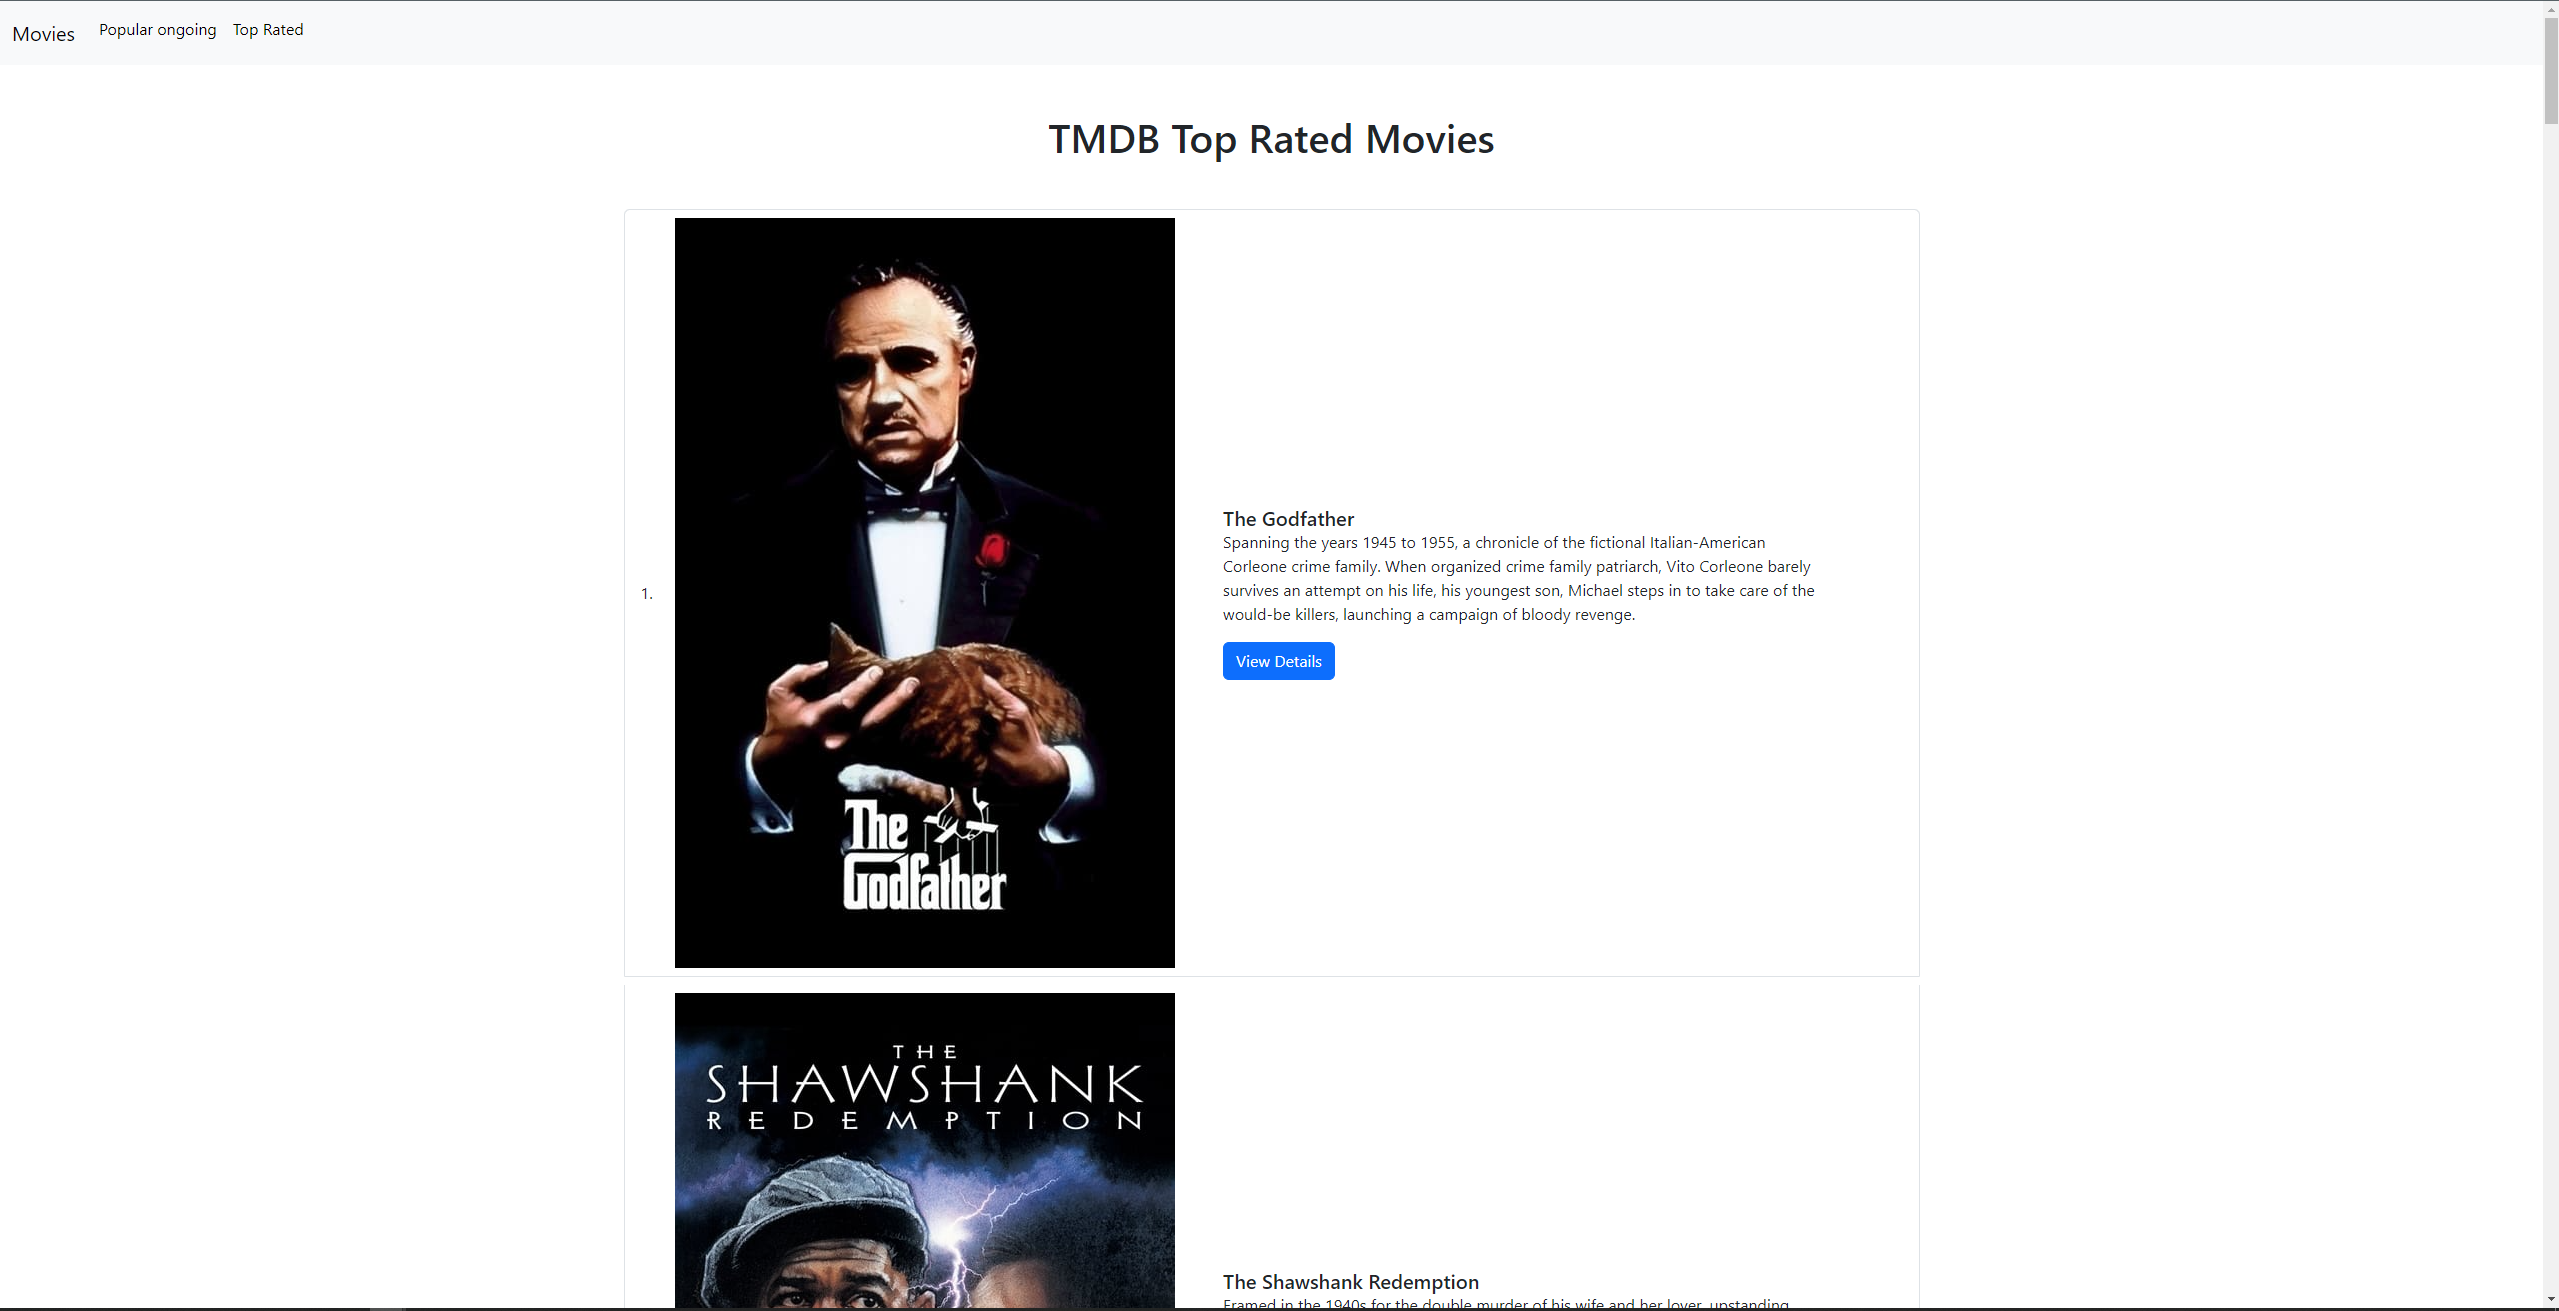 Movies
Popular ongoing
Top Rated
TMDB Top Rated Movies
1.
The Godfather
The Godfather
Spanning the years 1945 to 1955, a chronicle of the fictional Italian-American
Corleone crime family. When organized crime family patriarch, Vito Corleone barely
survives an attempt on his life, his youngest son, Michael steps in to take care of the
would-be killers, launching a campaign of bloody revenge.
View Details
THE
SHAWSHANK
REDEMPTION
The Shawshank Redemption
Framed in the 1940s for the double murder of his wife and her lover, upstanding